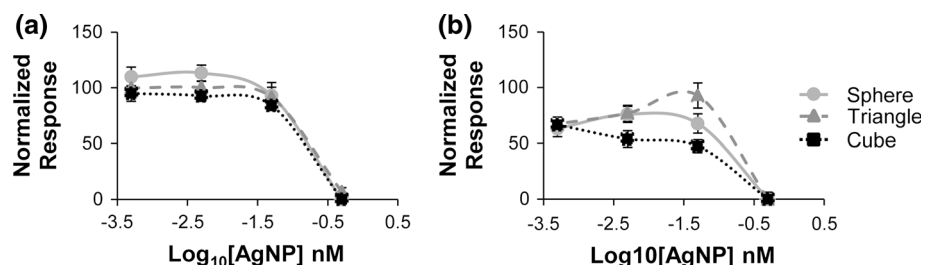 (a)
Normalized
Response
150
100
50
0
-3.5 -2.5 -1.5 -0.5 0.5
Log10[AgNP] nM
(b)
Normalized
Response
150
100
50
0
-3.5 -2.5 -1.5 -0.5 0.5
Log10[AgNP] nM
Sphere
Triangle
Cube